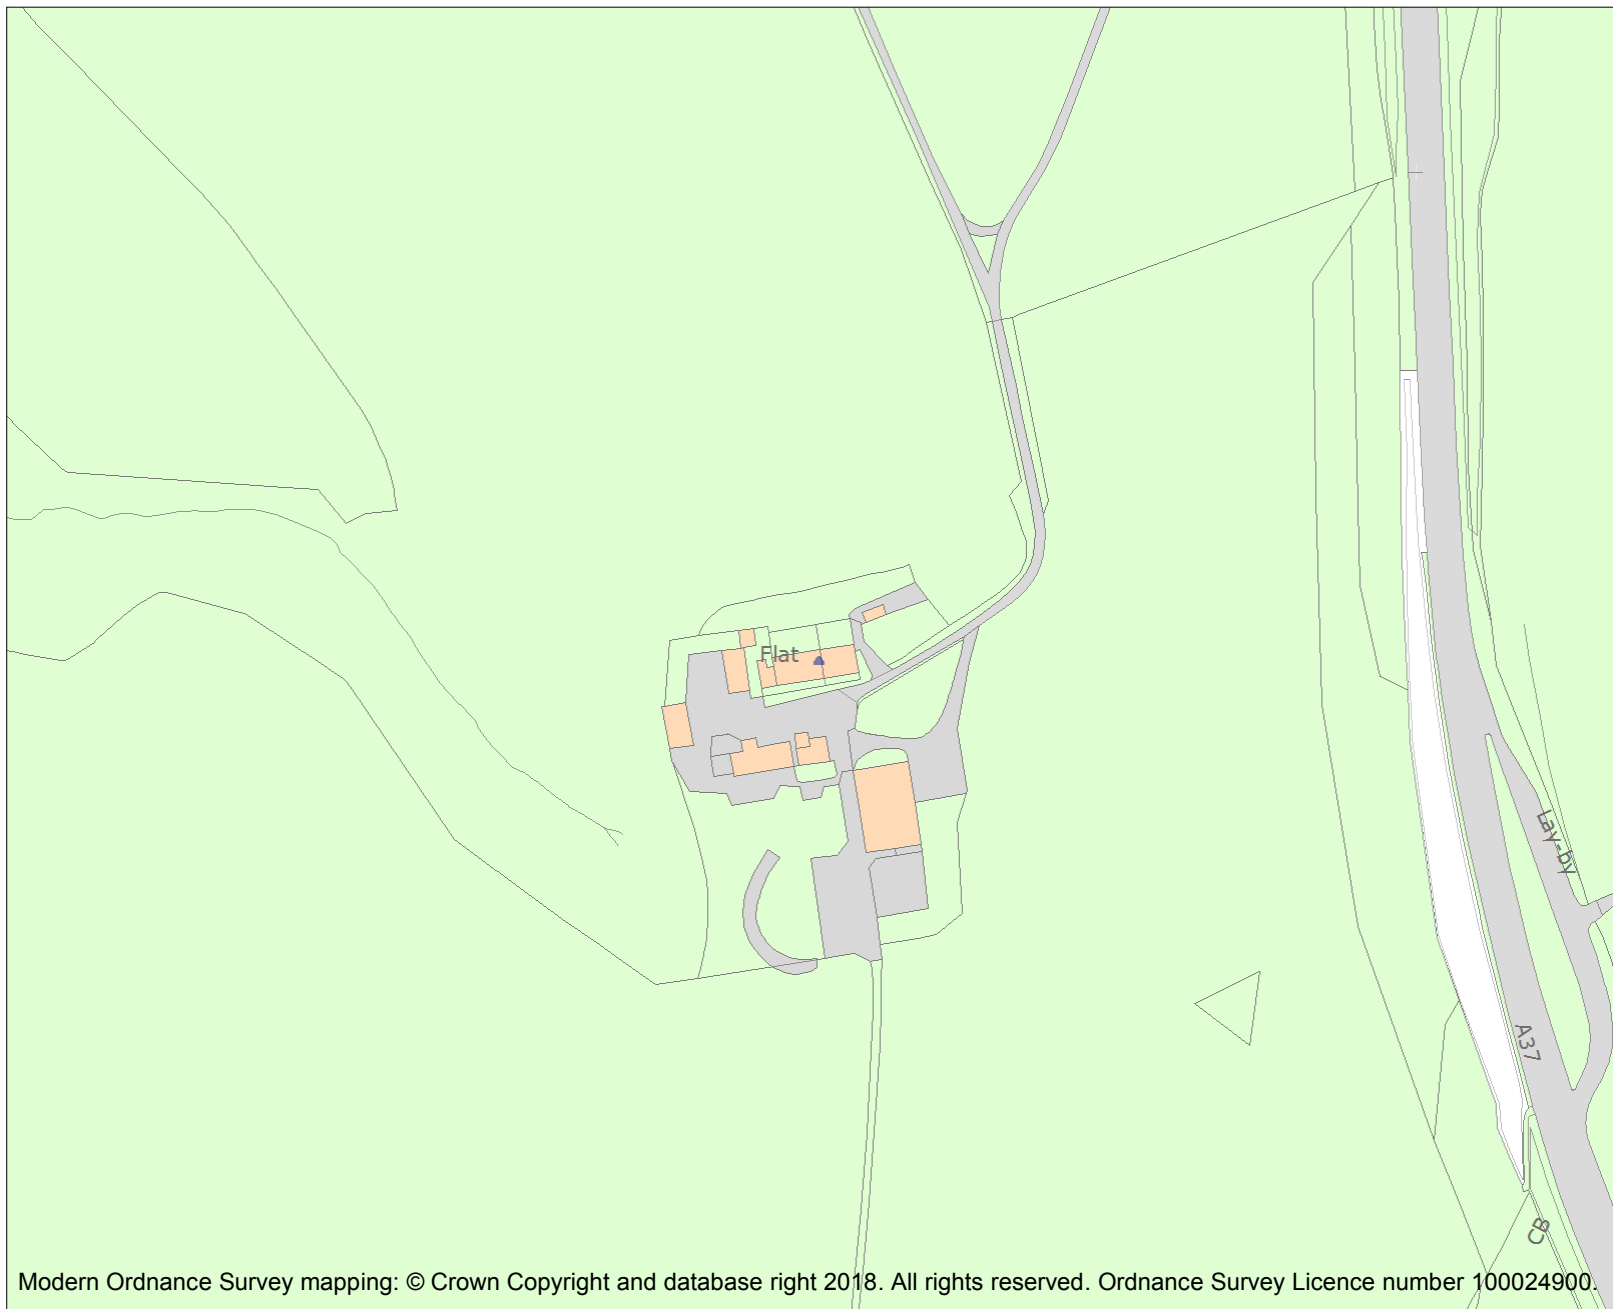 Flat
Lay-by
A37
CB
Modern Ordnance Survey mapping: © Crown Copyright and database right 2018. All rights reserved. Ordnance Survey Licence number 100024900.